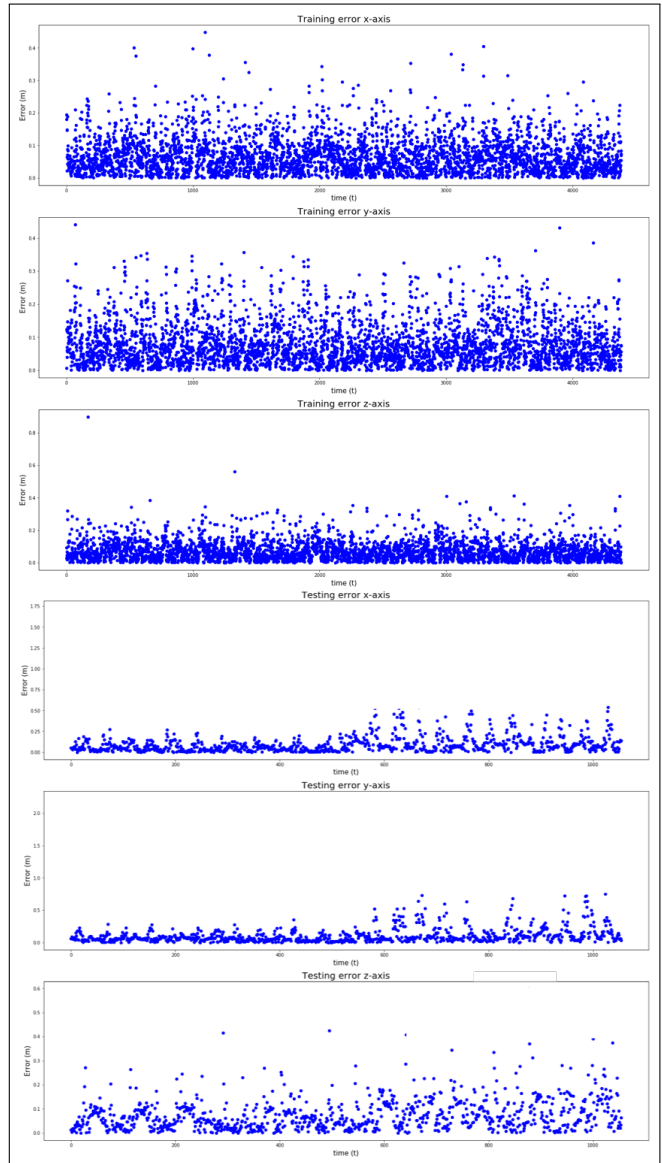 Training error x-axis
Error (m)
0.4
0.3
0.2
0.1
0.0
0 1000 2000 3000 4000
time (t)
Training error y-axis
Error (m)
0.4
0.3
0.2
0.1
0.0
0 1000 2000 3000 4000
time (t)
Training error z-axis
Error (m)
0.8
0.6
0.4
0.2
0.0
0 1000 2000 3000 4000
time (t)
Testing error x-axis
Error (m)
1.75
1.50
1.25
1.00
0.75
0.50
0.25
0.00
0 200 400 600 800 1000
time (t)
Testing error y-axis
Error (m)
2.0
1.5
1.0
0.5
0.0
0 200 400 600 800 1000
time (t)
Testing error z-axis
Error (m)
0.6
0.5
0.4
0.3
0.2
0.1
0.0
0 200 400 600 800 1000
time (t)